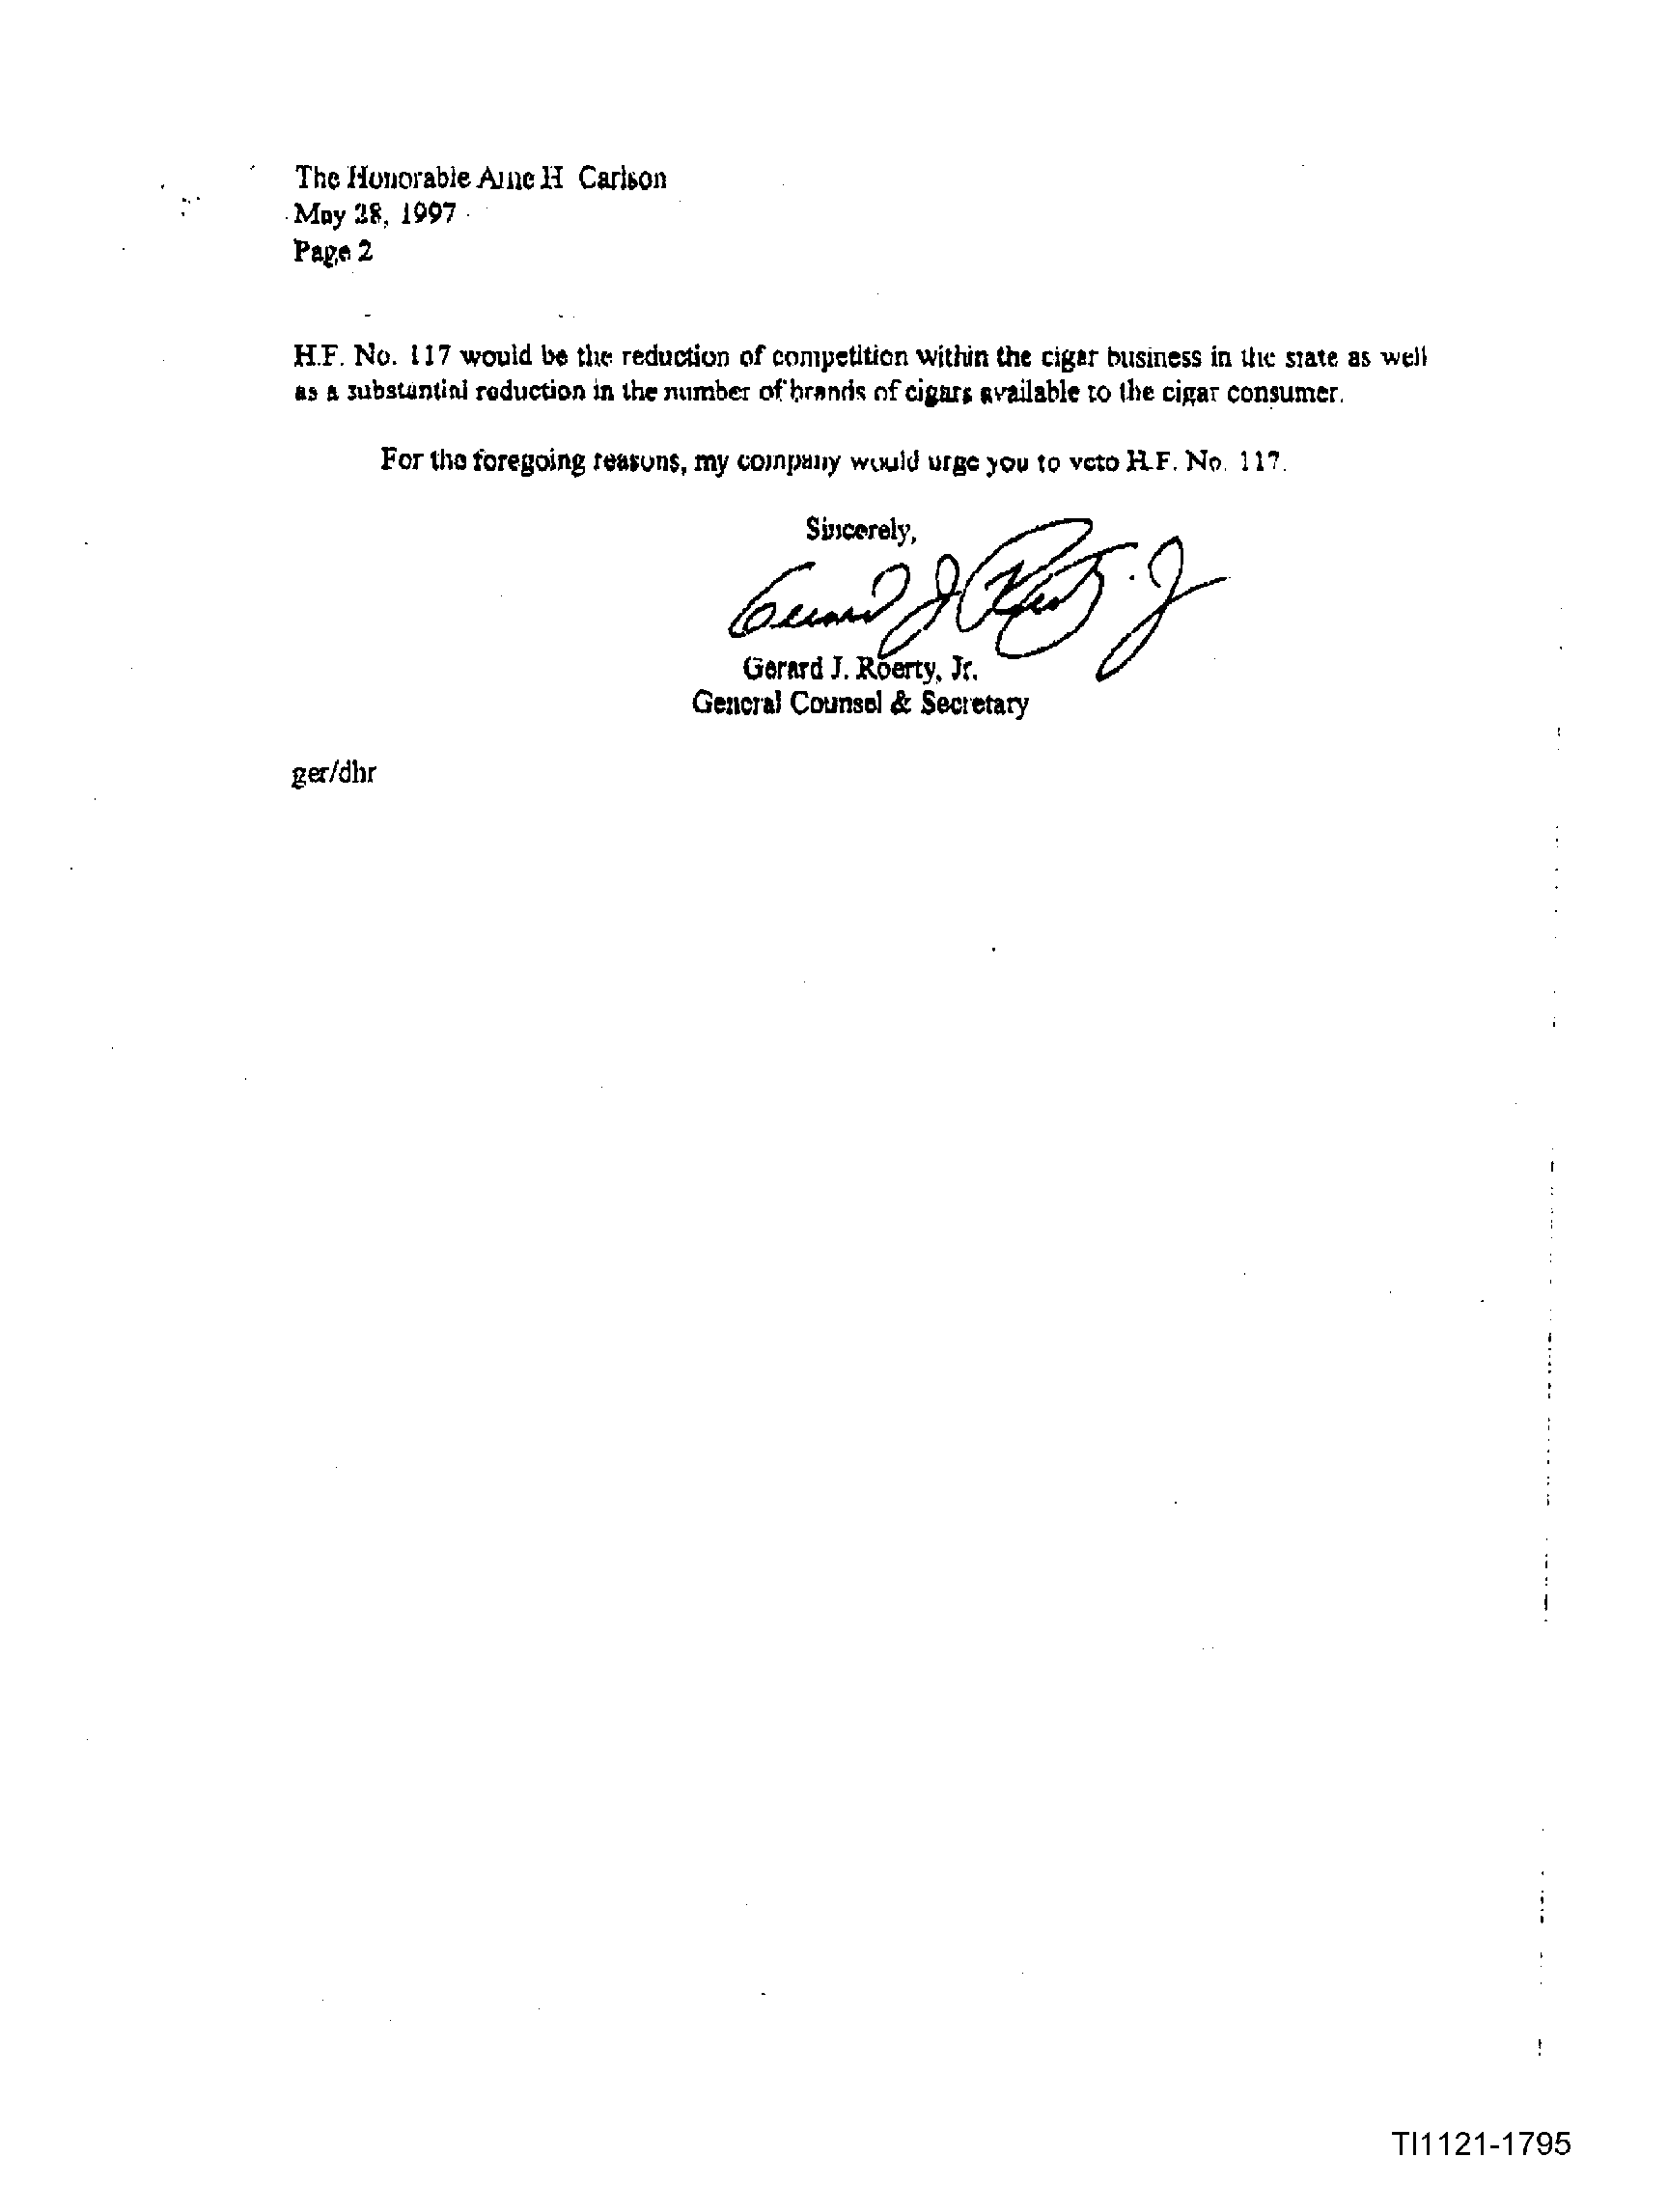 The Honorable Arne H Carlson
May 28, 1997
Page 2
H.F. No. 117 would be the reduction of competition within the cigar business in the state as well
as a substantial reduction in the number of brands of cigars available to the cigar consumer.
For the foregoing reasons, my company would urge you to veto H.F. No. 117.
Sincerely,
Gerard J. Roerty, Jr.
Gerard J. Roerty, Jr.
General Counsel & Secretary
ger/dhr
TI1121-1795